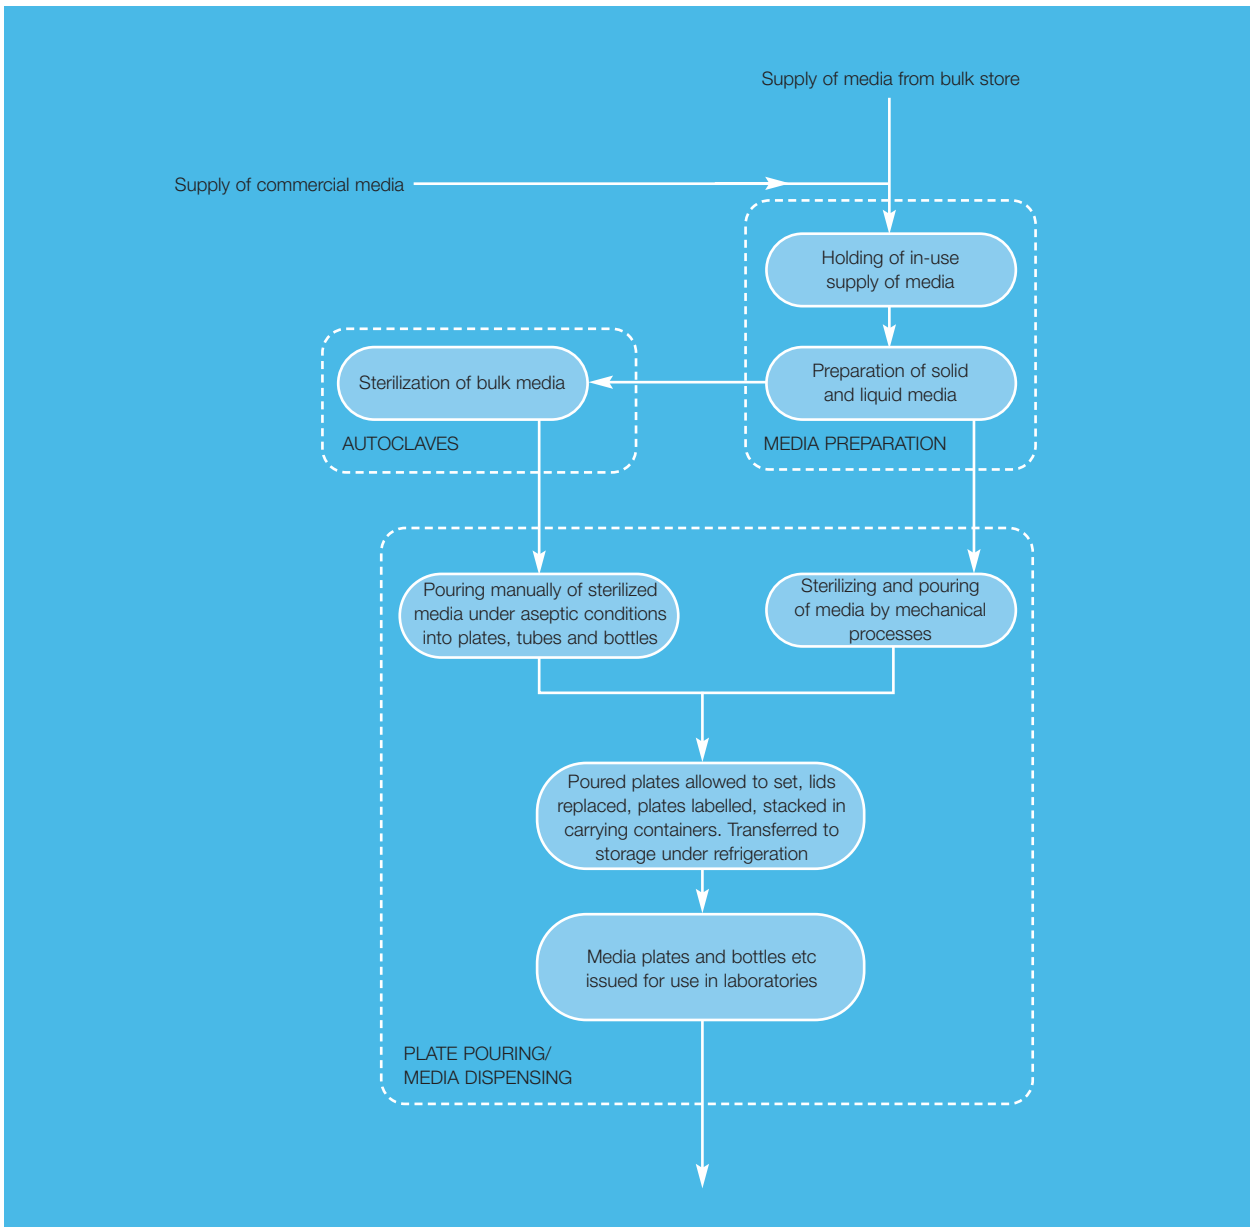 Supply of media from bulk store
Supply of commercial media
Holding of in-use
supply of media
Sterilization of bulk media
Preparation of solid
and liquid media
AUTOCLAVES
MEDIA PREPARATION
Pouring manually of sterilized
media under aseptic conditions
into plates, tubes and bottles
Sterilizing and pouring
of media by mechanical
processes
Poured plates allowed to set, lids
replaced, plates labelled, stacked in
carrying containers. Transferred to
storage under refrigeration
Media plates and bottles etc
issued for use in laboratories
PLATE POURING/
MEDIA DISPENSING